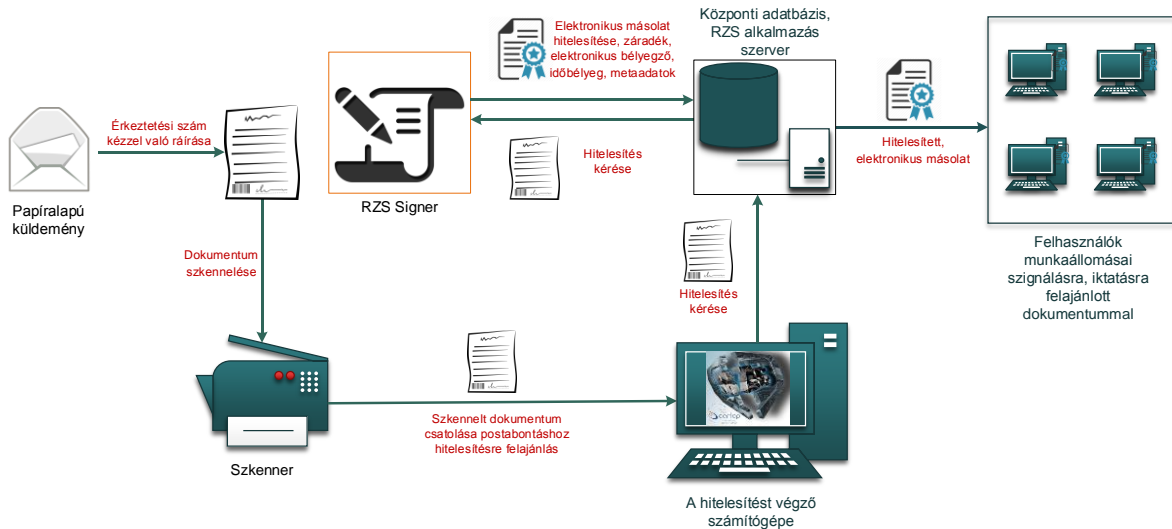 Érkeztetési szám
kézzel való ráírása
Papíralapú
küldemény
Dokumentum
szkennelése
Szkenner
Szkennelt dokumentum
csatolása postabontáshoz
hitelesítésre felajánlás
A hitelesítést végző
számítógépe
Hitelesítés
kérése
RZS Signer
Elektronikus másolat
hitelesítése, záradék,
elektronikus bélyegző,
időbélyeg, metaadatok
Hitelesítés
kérése
Központi adatbázis,
RZS alkalmazás
szerver
Hitelesített,
elektronikus másolat
Felhasználók
munkaállomásai
szignálásra, iktatásra
felajánlott
dokumentummal